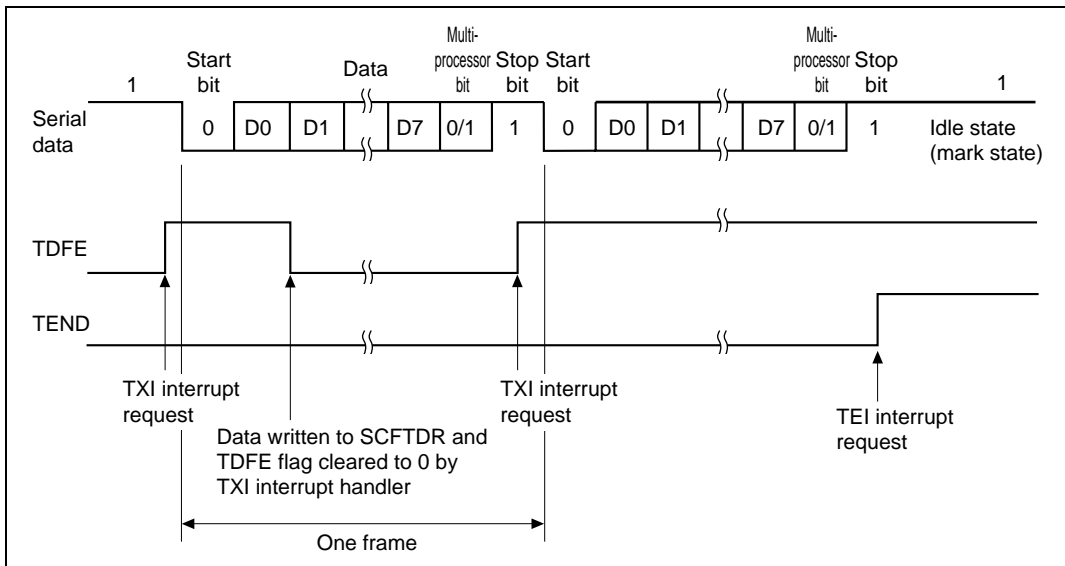 Multi-
processor
bit
Multi-
processor
bit
Start
bit
Data
Stop
bit
Start
bit
Stop
bit
1
1
Serial
data
0 D0 D1 D7 0/1 1 0 D0 D1 D7 0/1 1
Idle state
(mark state)
TDFE
TEND
TXI interrupt
request
TXI interrupt
request
TEI interrupt
request
Data written to SCFTDR and
TDFE flag cleared to 0 by
TXI interrupt handler
One frame